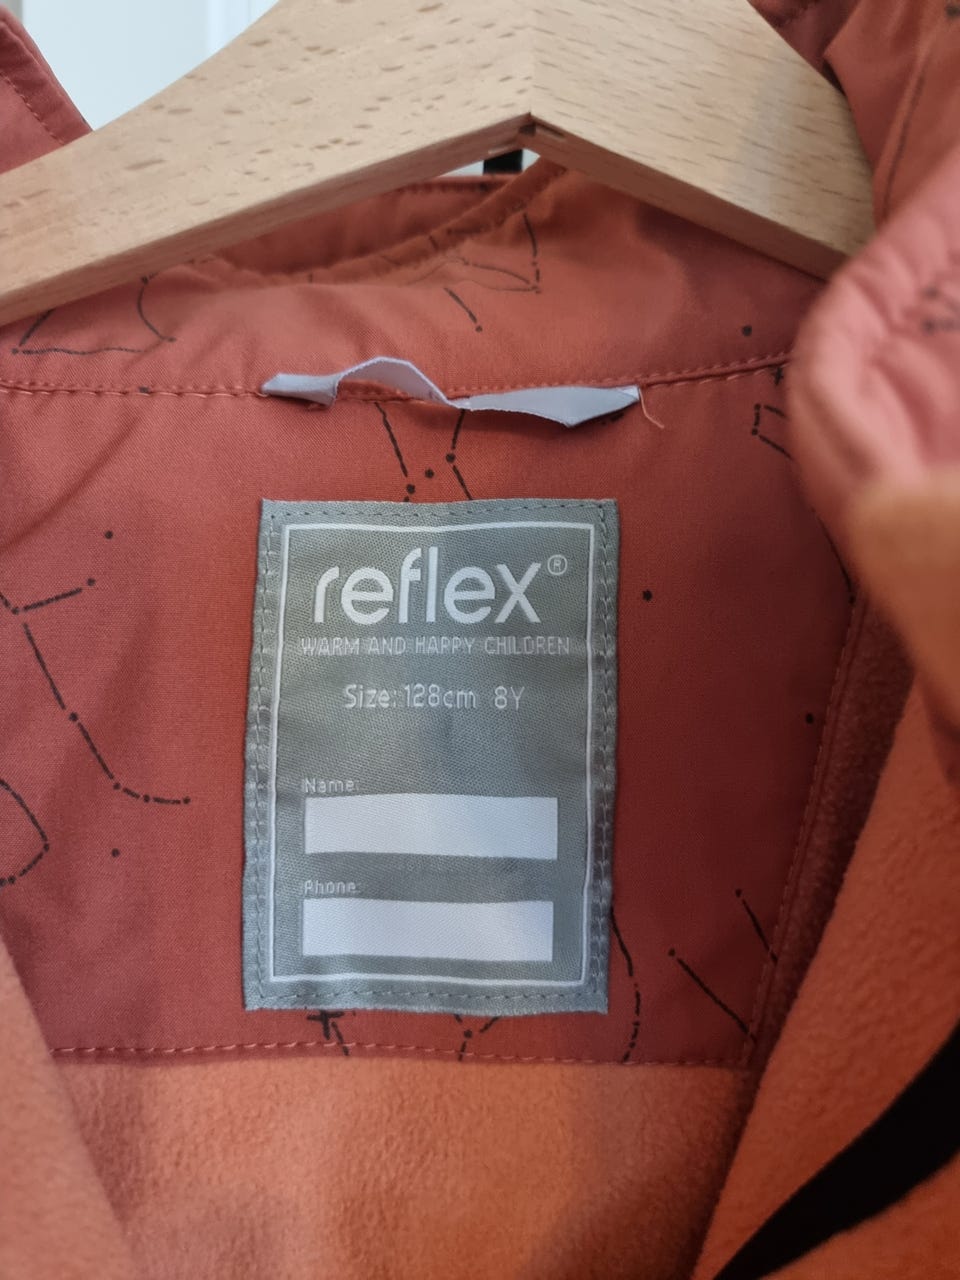 reflex®
WARM AND HAPPY CHILDREN
Size: 128cm 8Y
Name:
Phone: